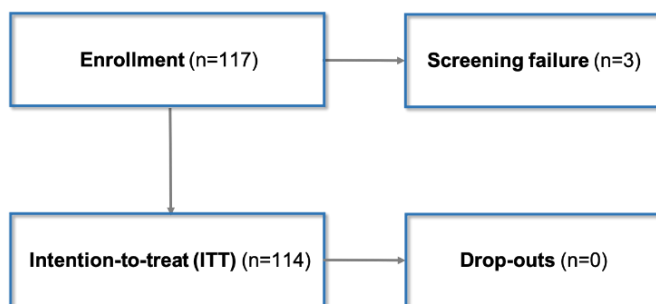 Enrollment (n=117)
Screening failure (n=3)
Intention-to-treat (ITT) (n=114)
Drop-outs (n=0)